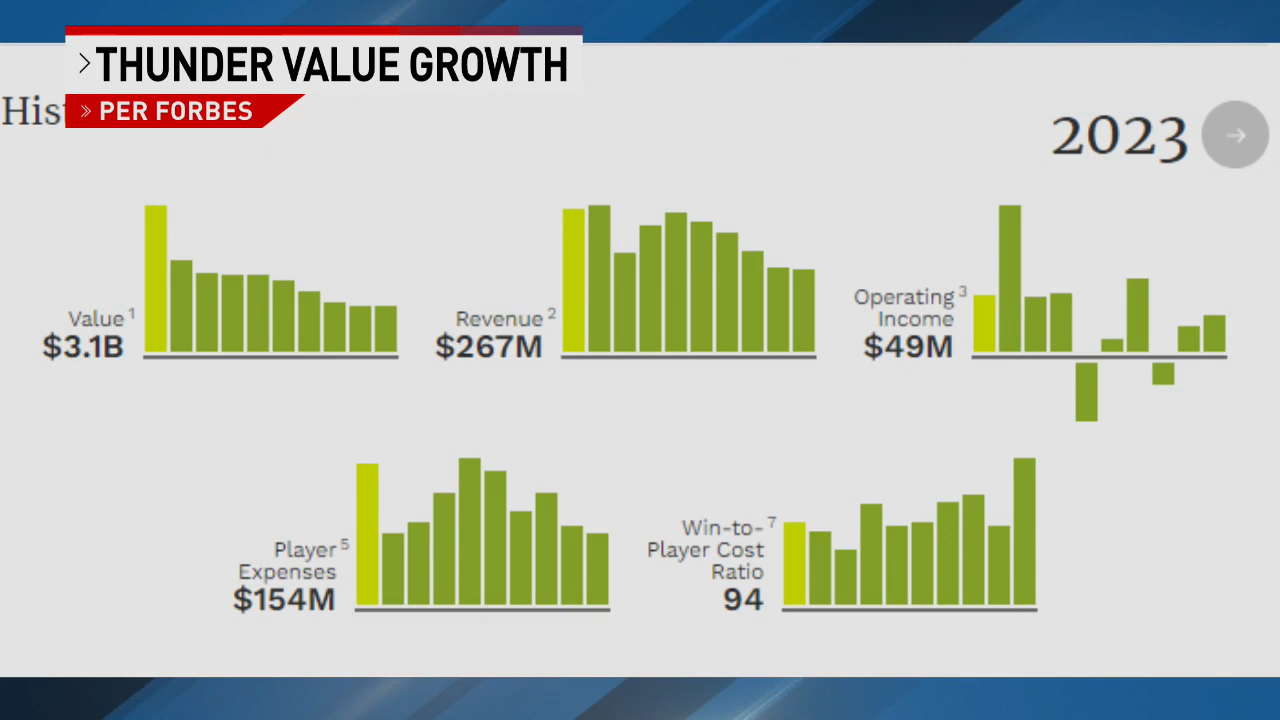 THUNDER VALUE GROWTH
PER FORBES
His
2023
Value 1
$3.1B
Revenue 2
$267M
Operating 3
Income
$49M
Player 5
Expenses
$154M
Win-to- 7
Player Cost
Ratio
94